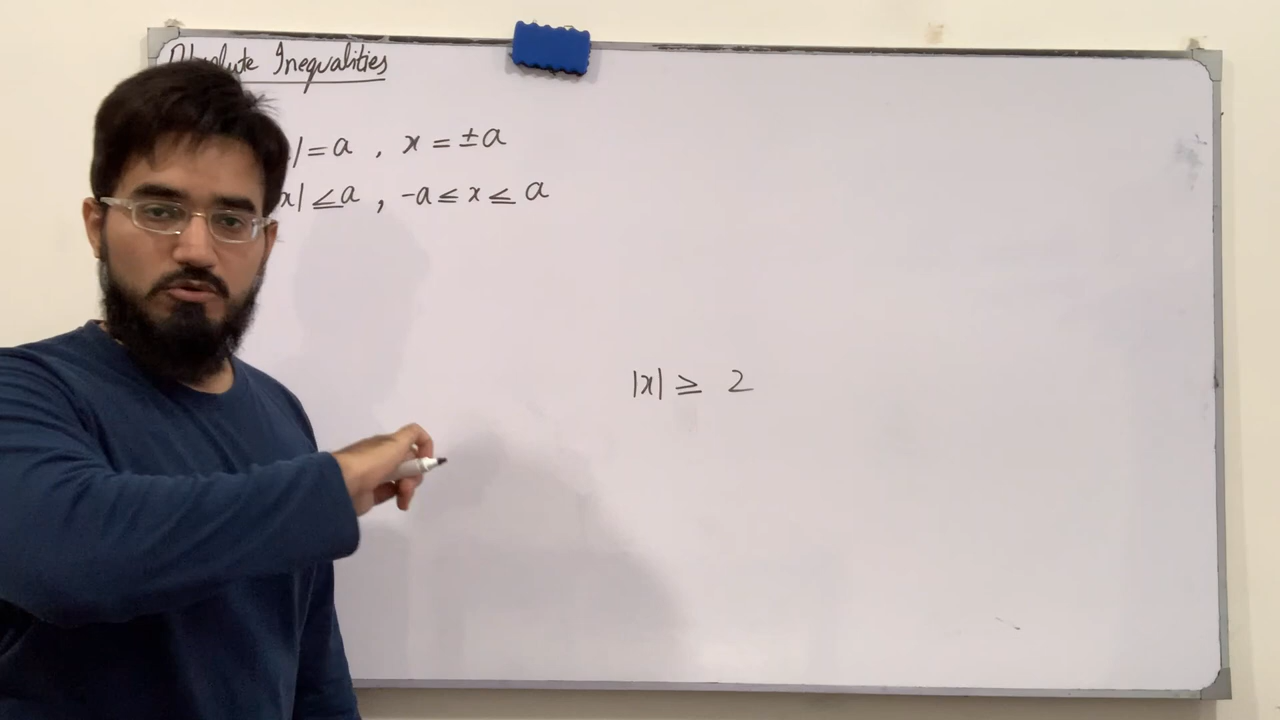 Absolute Inequalities
|=a , x = ±a
x| ≤a , -a ≤ x ≤ a
|x| ≥ 2